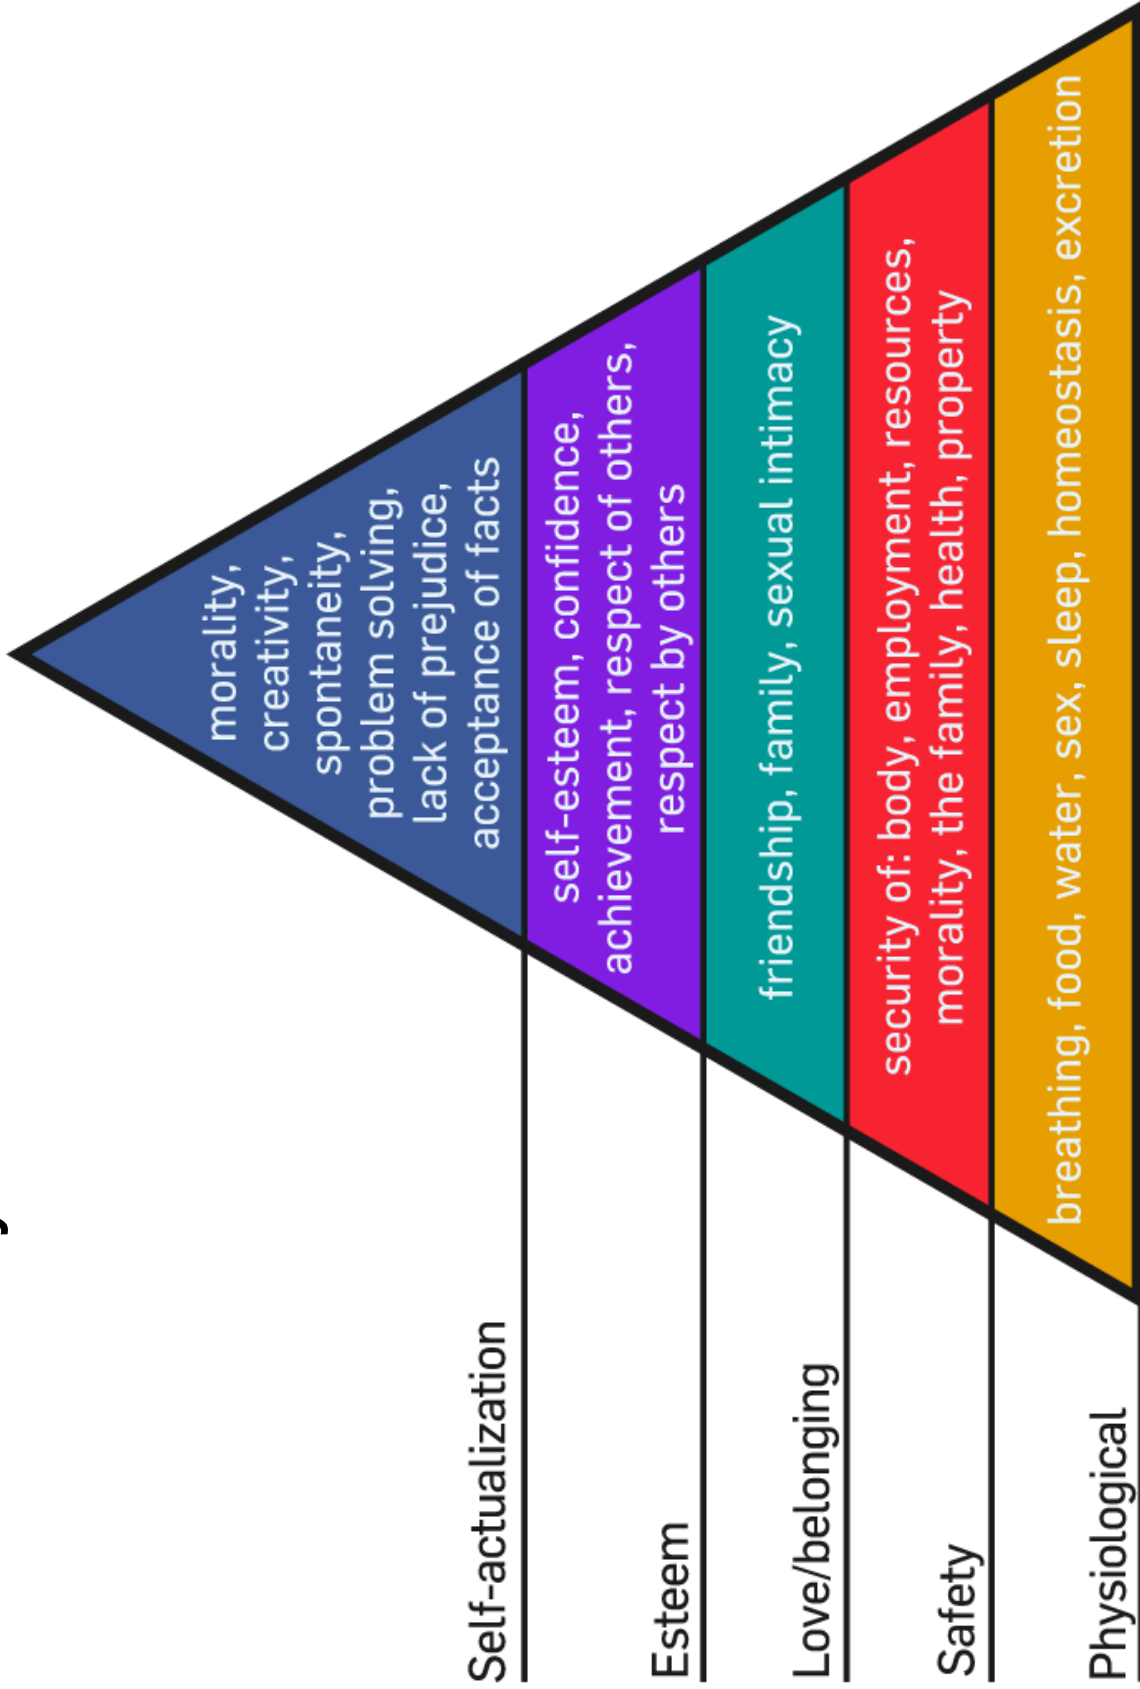 morality,
creativity,
spontaneity,
problem solving,
lack of prejudice,
acceptance of facts
Self-actualization
self-esteem, confidence,
achievement, respect of others,
respect by others
Esteem
friendship, family, sexual intimacy
Love/belonging
security of: body, employment, resources,
morality, the family, health, property
Safety
breathing, food, water, sex, sleep, homeostasis, excretion
Physiological